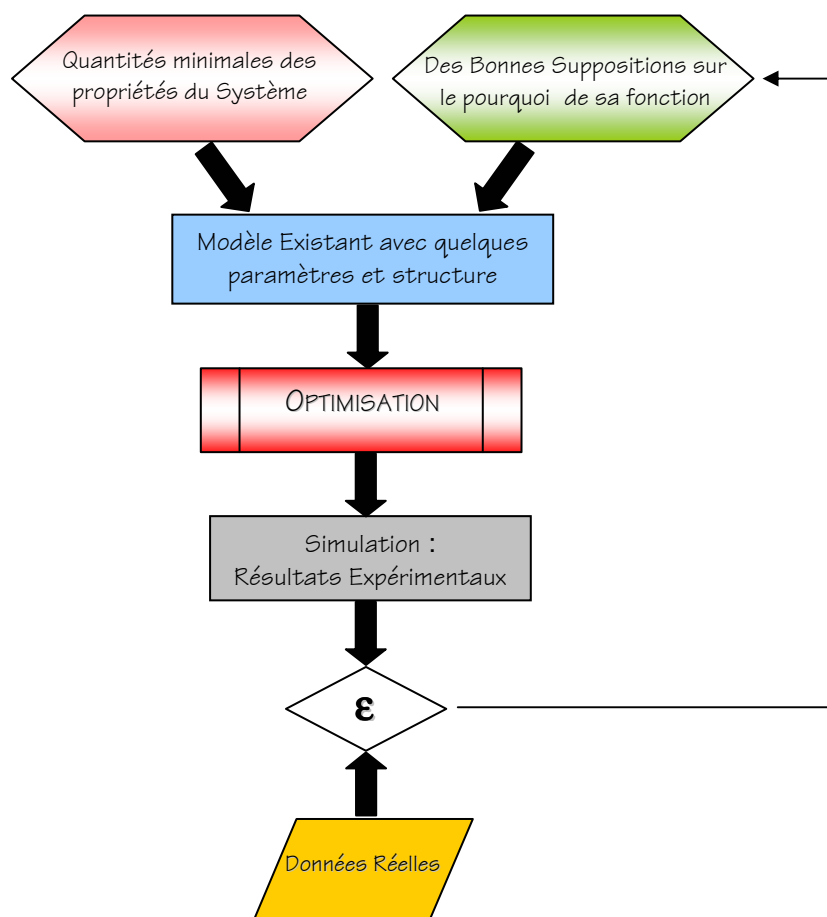 Quantités minimales des
propriétés du Système
Des Bonnes Suppositions sur
le pourquoi de sa fonction
Modèle Existant avec quelques
paramètres et structure
OPTIMISATION
Simulation :
Résultats Expérimentaux
ε
Données Réelles